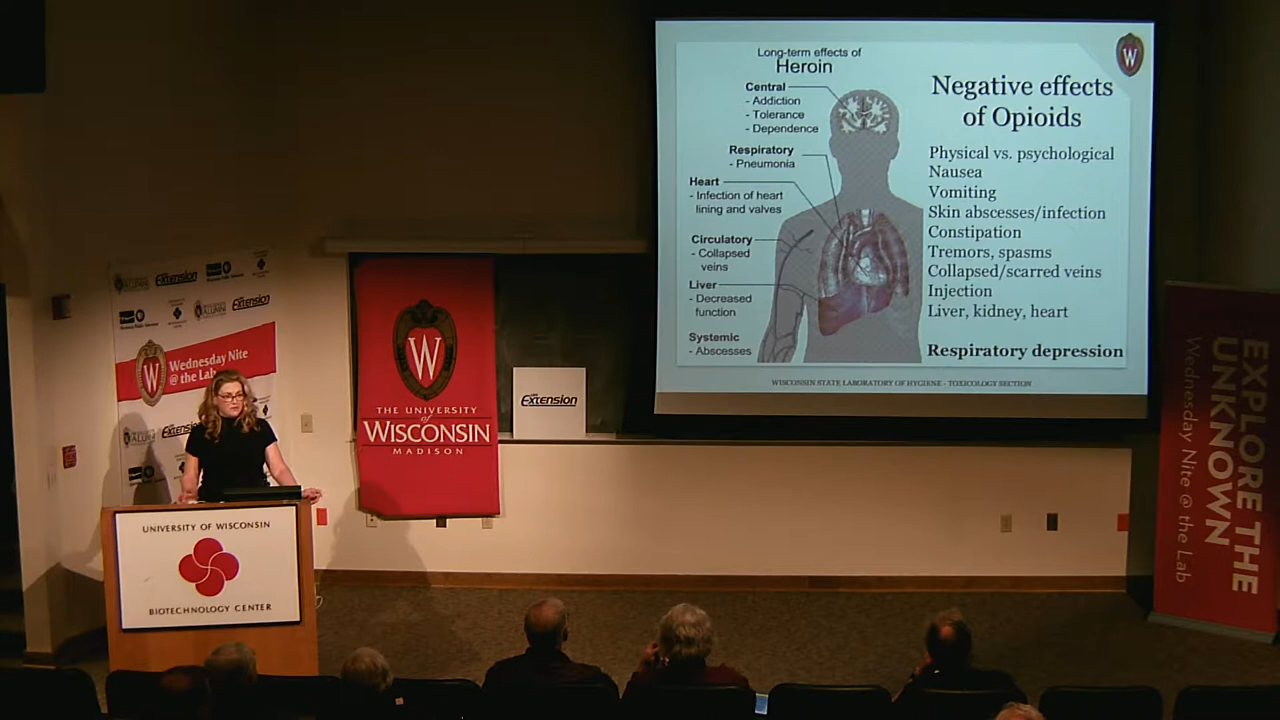 Long-term effects of
Heroin
Central
- Addiction
- Tolerance
- Dependence
Respiratory
- Pneumonia
Heart
- Infection of heart
lining and valves
Circulatory
- Collapsed
veins
Liver
- Decreased
function
Systemic
- Abscesses
W
Negative effects
of Opioids
Physical vs. psychological
Nausea
Vomiting
Skin abscesses/infection
Constipation
Tremors, spasms
Collapsed/scarred veins
Injection
Liver, kidney, heart
Respiratory depression
WISCONSIN STATE LABORATORY OF HYGIENE - TOXICOLOGY SECTION
Extension
Extension
W
Wednesday Nite
@ the Lab
W
THE UNIVERSITY
of
WISCONSIN
MADISON
Extension
UNIVERSITY OF WISCONSIN
BIOTECHNOLOGY CENTER
EXPLORE THE
UNKNOWN
Wednesday Nite @ the Lab